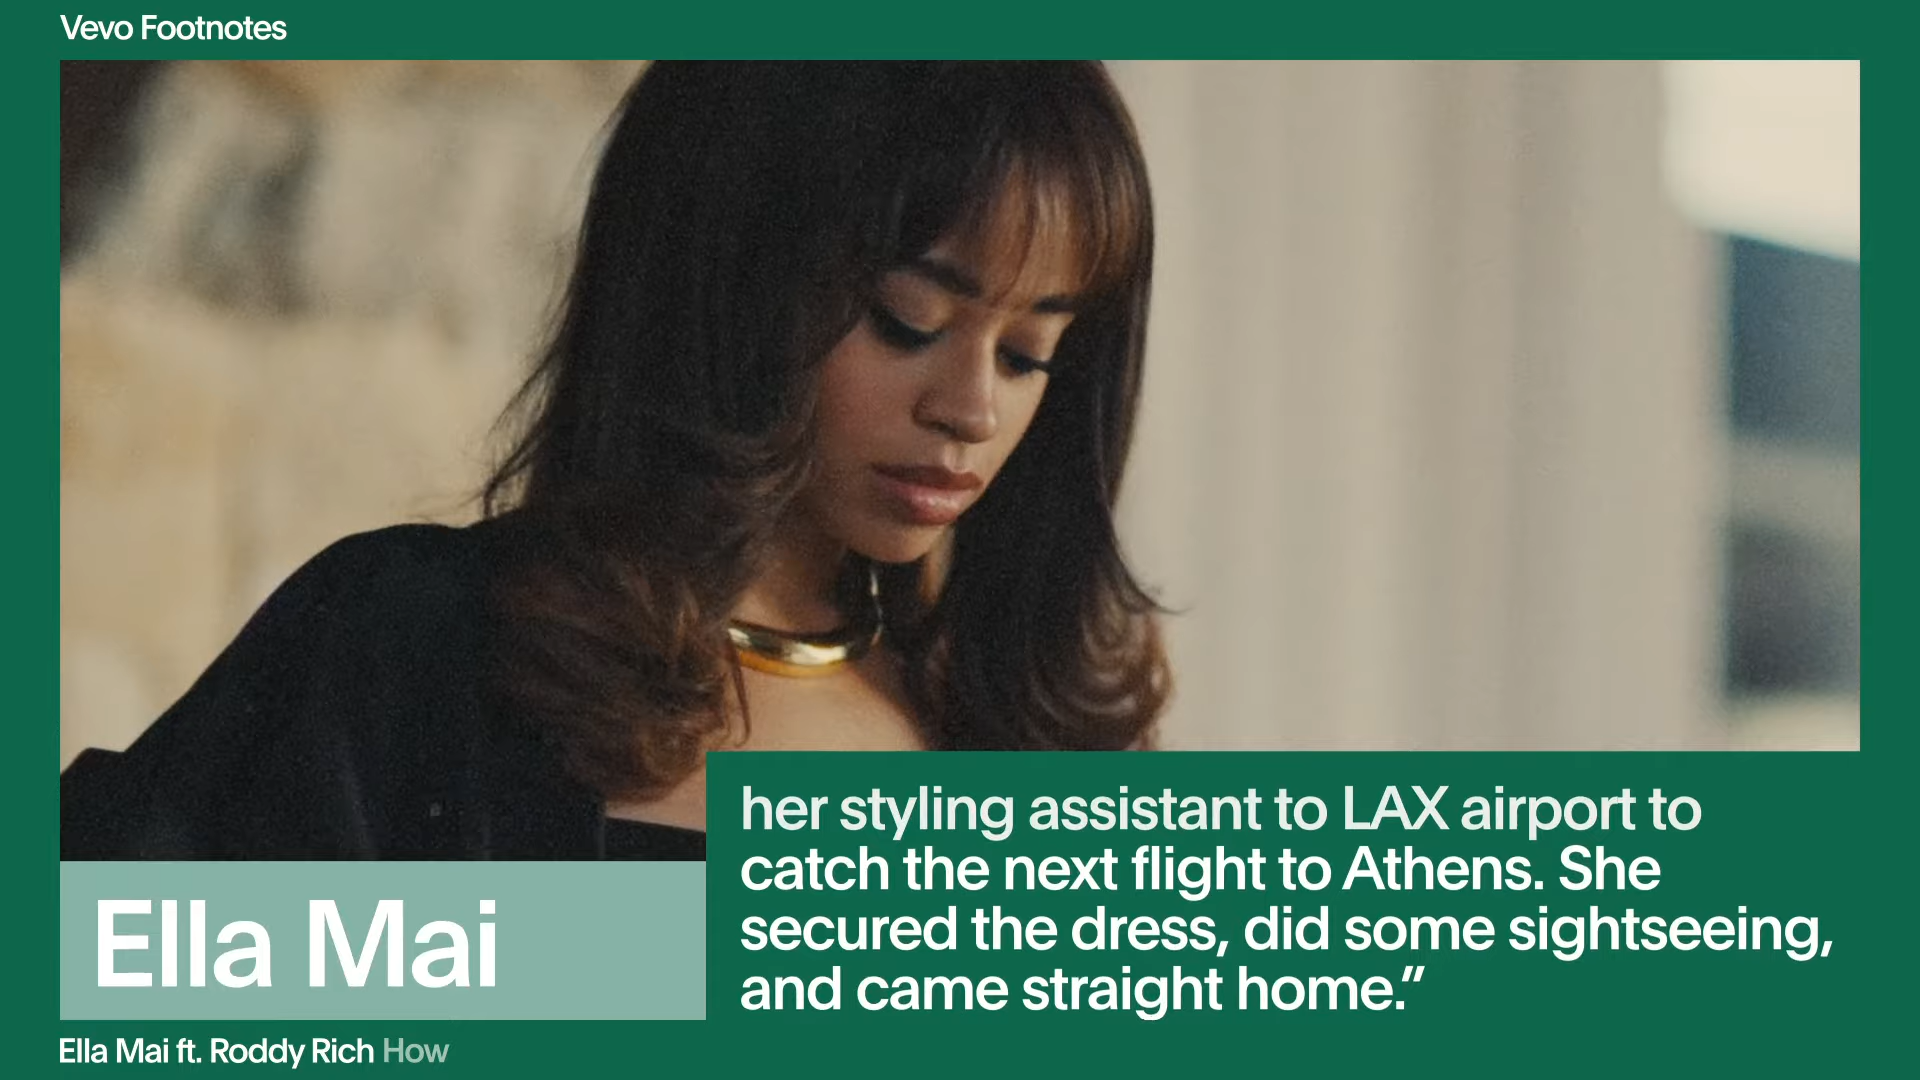 Vevo Footnotes
her styling assistant to LAX airport to
catch the next flight to Athens. She
secured the dress, did some sightseeing,
and came straight home.”
Ella Mai
Ella Mai ft. Roddy Rich How